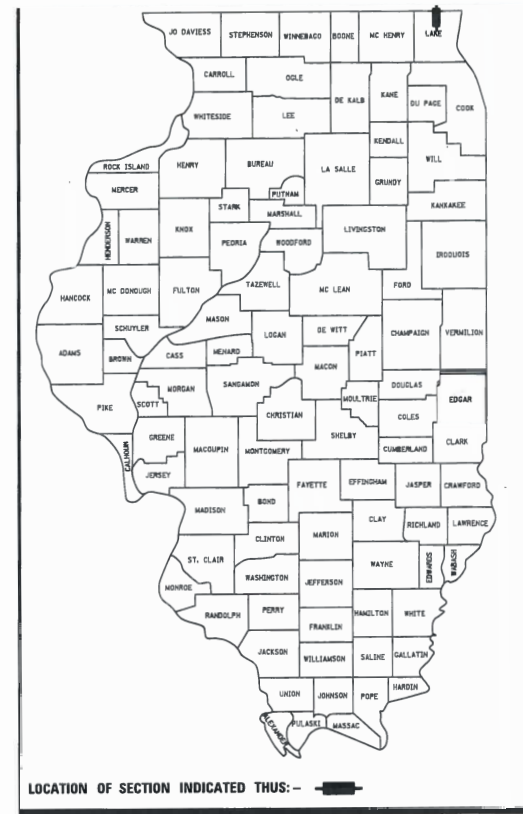 JO DAVIESS STEPHENSON WINNEBAGO BOONE MC HENRY LAKE
CARROLL OGLE
DE KALB KANE DU PAGE COOK
WHITESIDE LEE
KENDALL
ROCK ISLAND HENRY BUREAU LA SALLE WILL
MERCER PUTNAM GRUNDY
STARK MARSHALL KANKAKEE
HENDERSON WARREN KNOX PEORIA WOODFORD LIVINGSTON
IROQUOIS
HANCOCK MC DONOUGH FULTON TAZEWELL MC LEAN FORD
MASON
SCHUYLER LOGAN DE WITT CHAMPAIGN VERMILION
ADAMS BROWN CASS MENARD PIATT
MACON
MORGAN SANGAMON DOUGLAS
PIKE SCOTT CHRISTIAN MOULTRIE EDGAR
COLES
GREENE SHELBY
CALHOUN MACOUPIN MONTGOMERY CUMBERLAND CLARK
JERSEY
FAYETTE EFFINGHAM JASPER CRAWFORD
MADISON BOND
CLAY RICHLAND LAWRENCE
CLINTON MARION
ST. CLAIR WAYNE EDWARDS WABASH
WASHINGTON JEFFERSON
MONROE
RANDOLPH PERRY HAMILTON WHITE
FRANKLIN
JACKSON WILLIAMSON SALINE GALLATIN
UNION JOHNSON POPE HARDIN
ALEXANDER PULASKI MASSAC
LOCATION OF SECTION INDICATED THUS:-